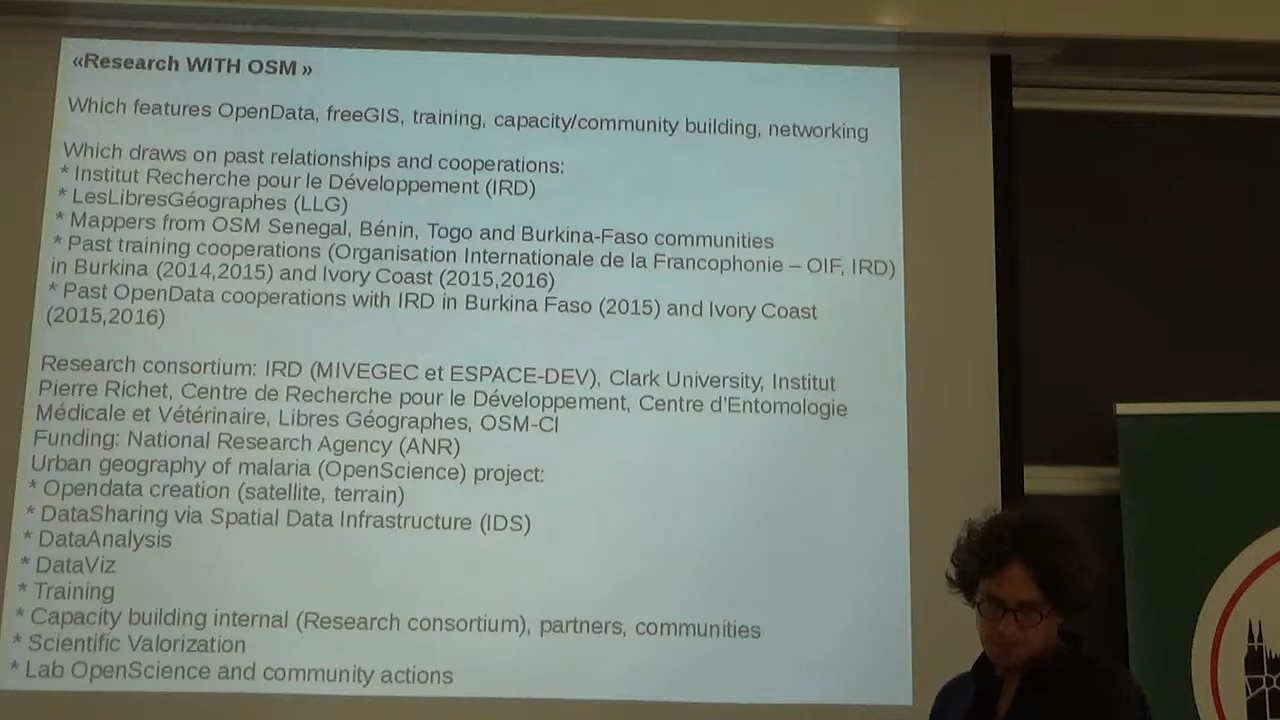 «Research WITH OSM »
Which features OpenData, freeGIS, training, capacity/community building, networking
Which draws on past relationships and cooperations:
* Institut Recherche pour le Développement (IRD)
* LesLibresGéographes (LLG)
* Mappers from OSM Senegal, Bénin, Togo and Burkina-Faso communities
* Past training cooperations (Organisation Internationale de la Francophonie – OIF, IRD)
in Burkina (2014,2015) and Ivory Coast (2015,2016)
* Past OpenData cooperations with IRD in Burkina Faso (2015) and Ivory Coast
(2015,2016)
Research consortium: IRD (MIVEGEC et ESPACE-DEV), Clark University, Institut
Pierre Richet, Centre de Recherche pour le Développement, Centre d'Entomologie
Médicale et Vétérinaire, Libres Géographes, OSM-CI
Funding: National Research Agency (ANR)
Urban geography of malaria (OpenScience) project:
* Opendata creation (satellite, terrain)
* DataSharing via Spatial Data Infrastructure (IDS)
* DataAnalysis
* DataViz
* Training
* Capacity building internal (Research consortium), partners, communities
* Scientific Valorization
* Lab OpenScience and community actions